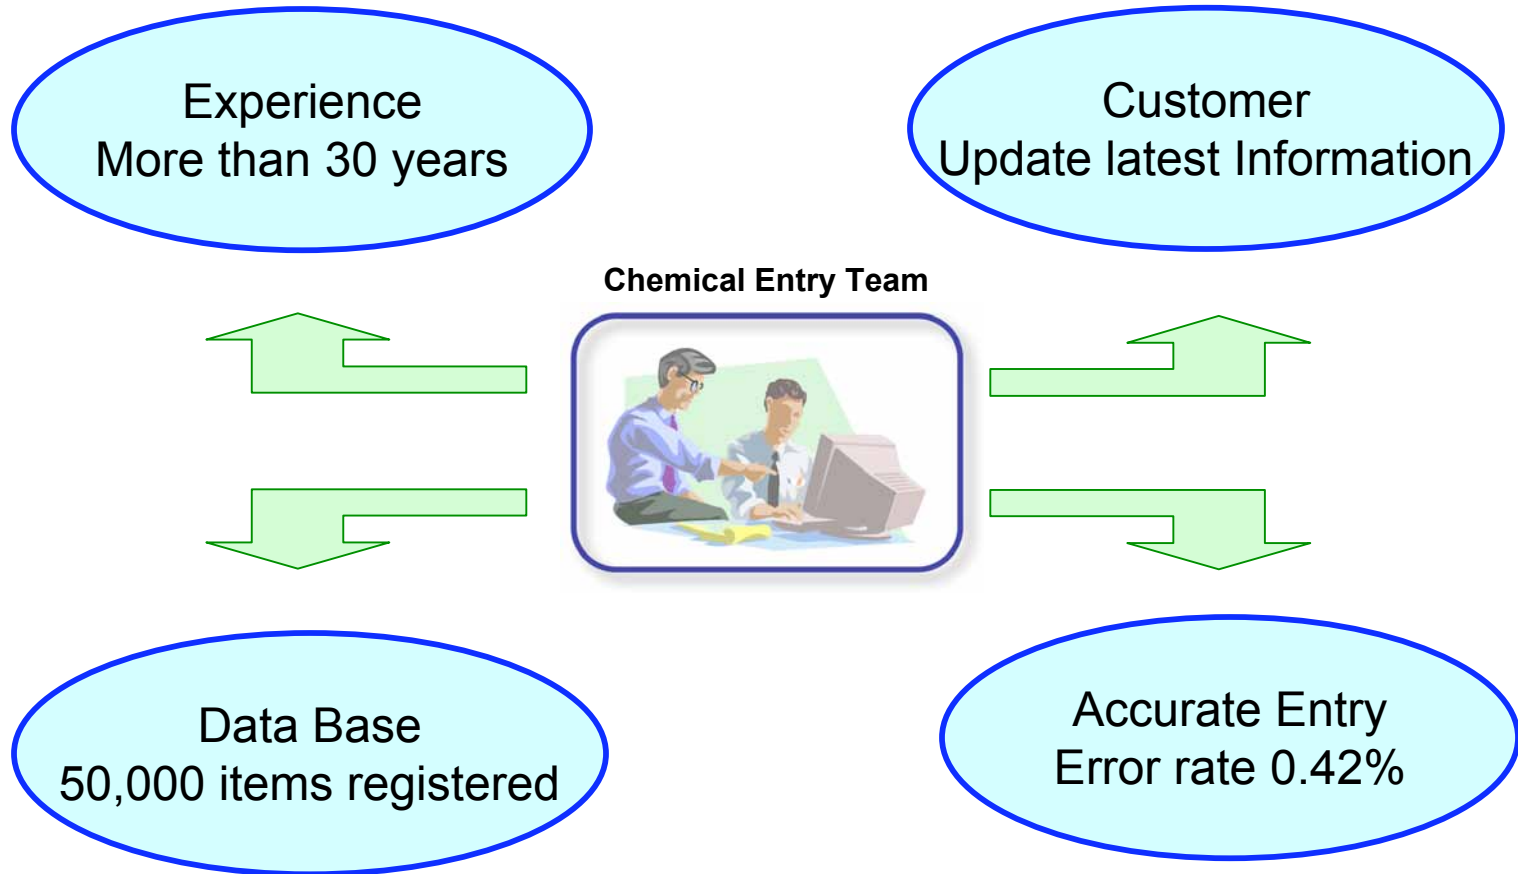 Experience
More than 30 years
Customer
Update latest Information
Chemical Entry Team
Data Base
50,000 items registered
Accurate Entry
Error rate 0.42%